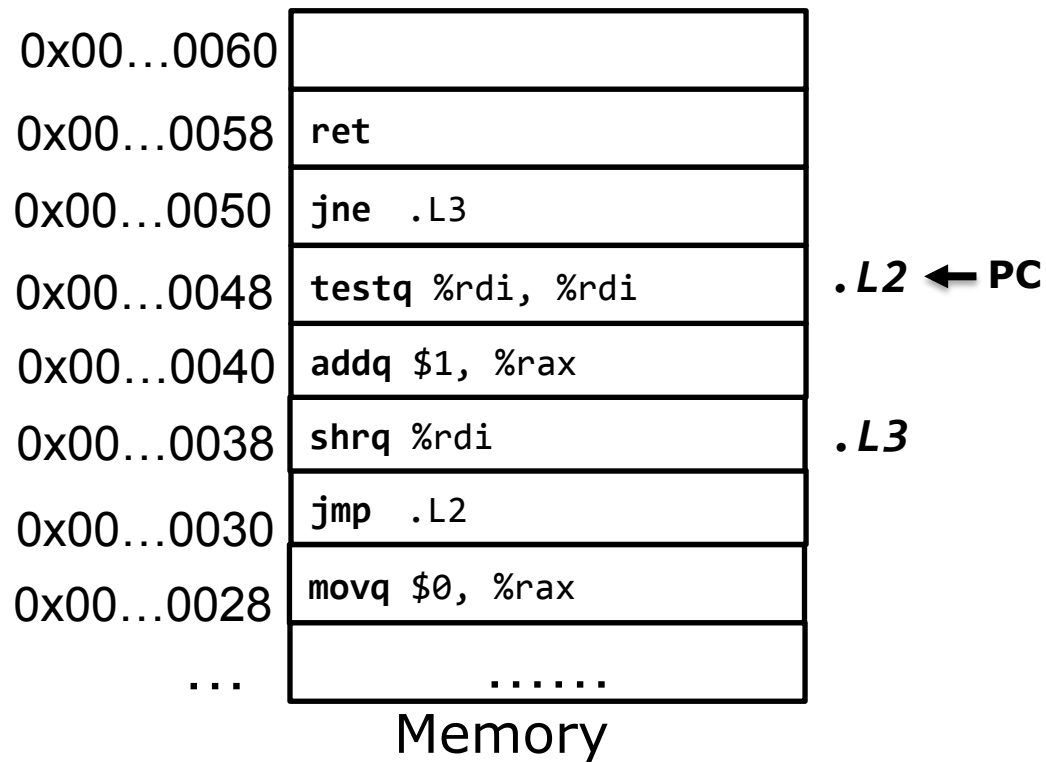 0x00…0060
0x00…0058 ret
0x00…0050 jne .L3
0x00…0048 testq %rdi, %rdi .L2 ← PC
0x00…0040 addq $1, %rax
0x00…0038 shrq %rdi .L3
0x00…0030 jmp .L2
0x00…0028 movq $0, %rax
… ......
Memory